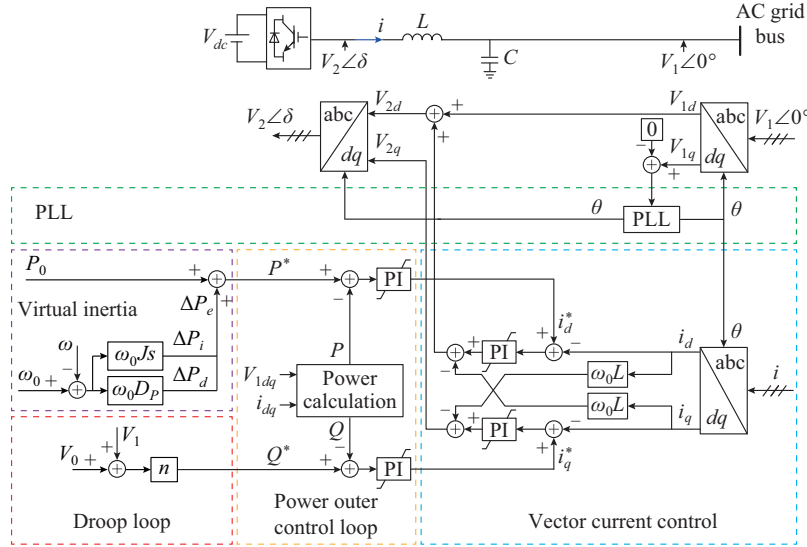 AC grid
bus
V_dc
i
L
V_2∠δ
C
V_1∠0°
V_2∠δ
abc
dq
V_2d
V_2q
+
+
V_1d
abc
dq
V_1∠0°
0
−
V_1q
+
PLL
θ
PLL
θ
P_0
+
P*
+
PI
−
Virtual inertia
ΔP_e
+
i_d*
θ
ω
−
ω_0Js
ΔP_i
P
+
PI
+
−
i_d
abc
dq
i
ω_0
+
ω_0D_P
ΔP_d
V_1dq
i_dq
Power
calculation
−
ω_0L
−
ω_0L
i_q
Q
+
PI
−
+
V_1
+
V_0
+
n
Q*
−
+
PI
i_q*
Droop loop
Power outer
control loop
Vector current control